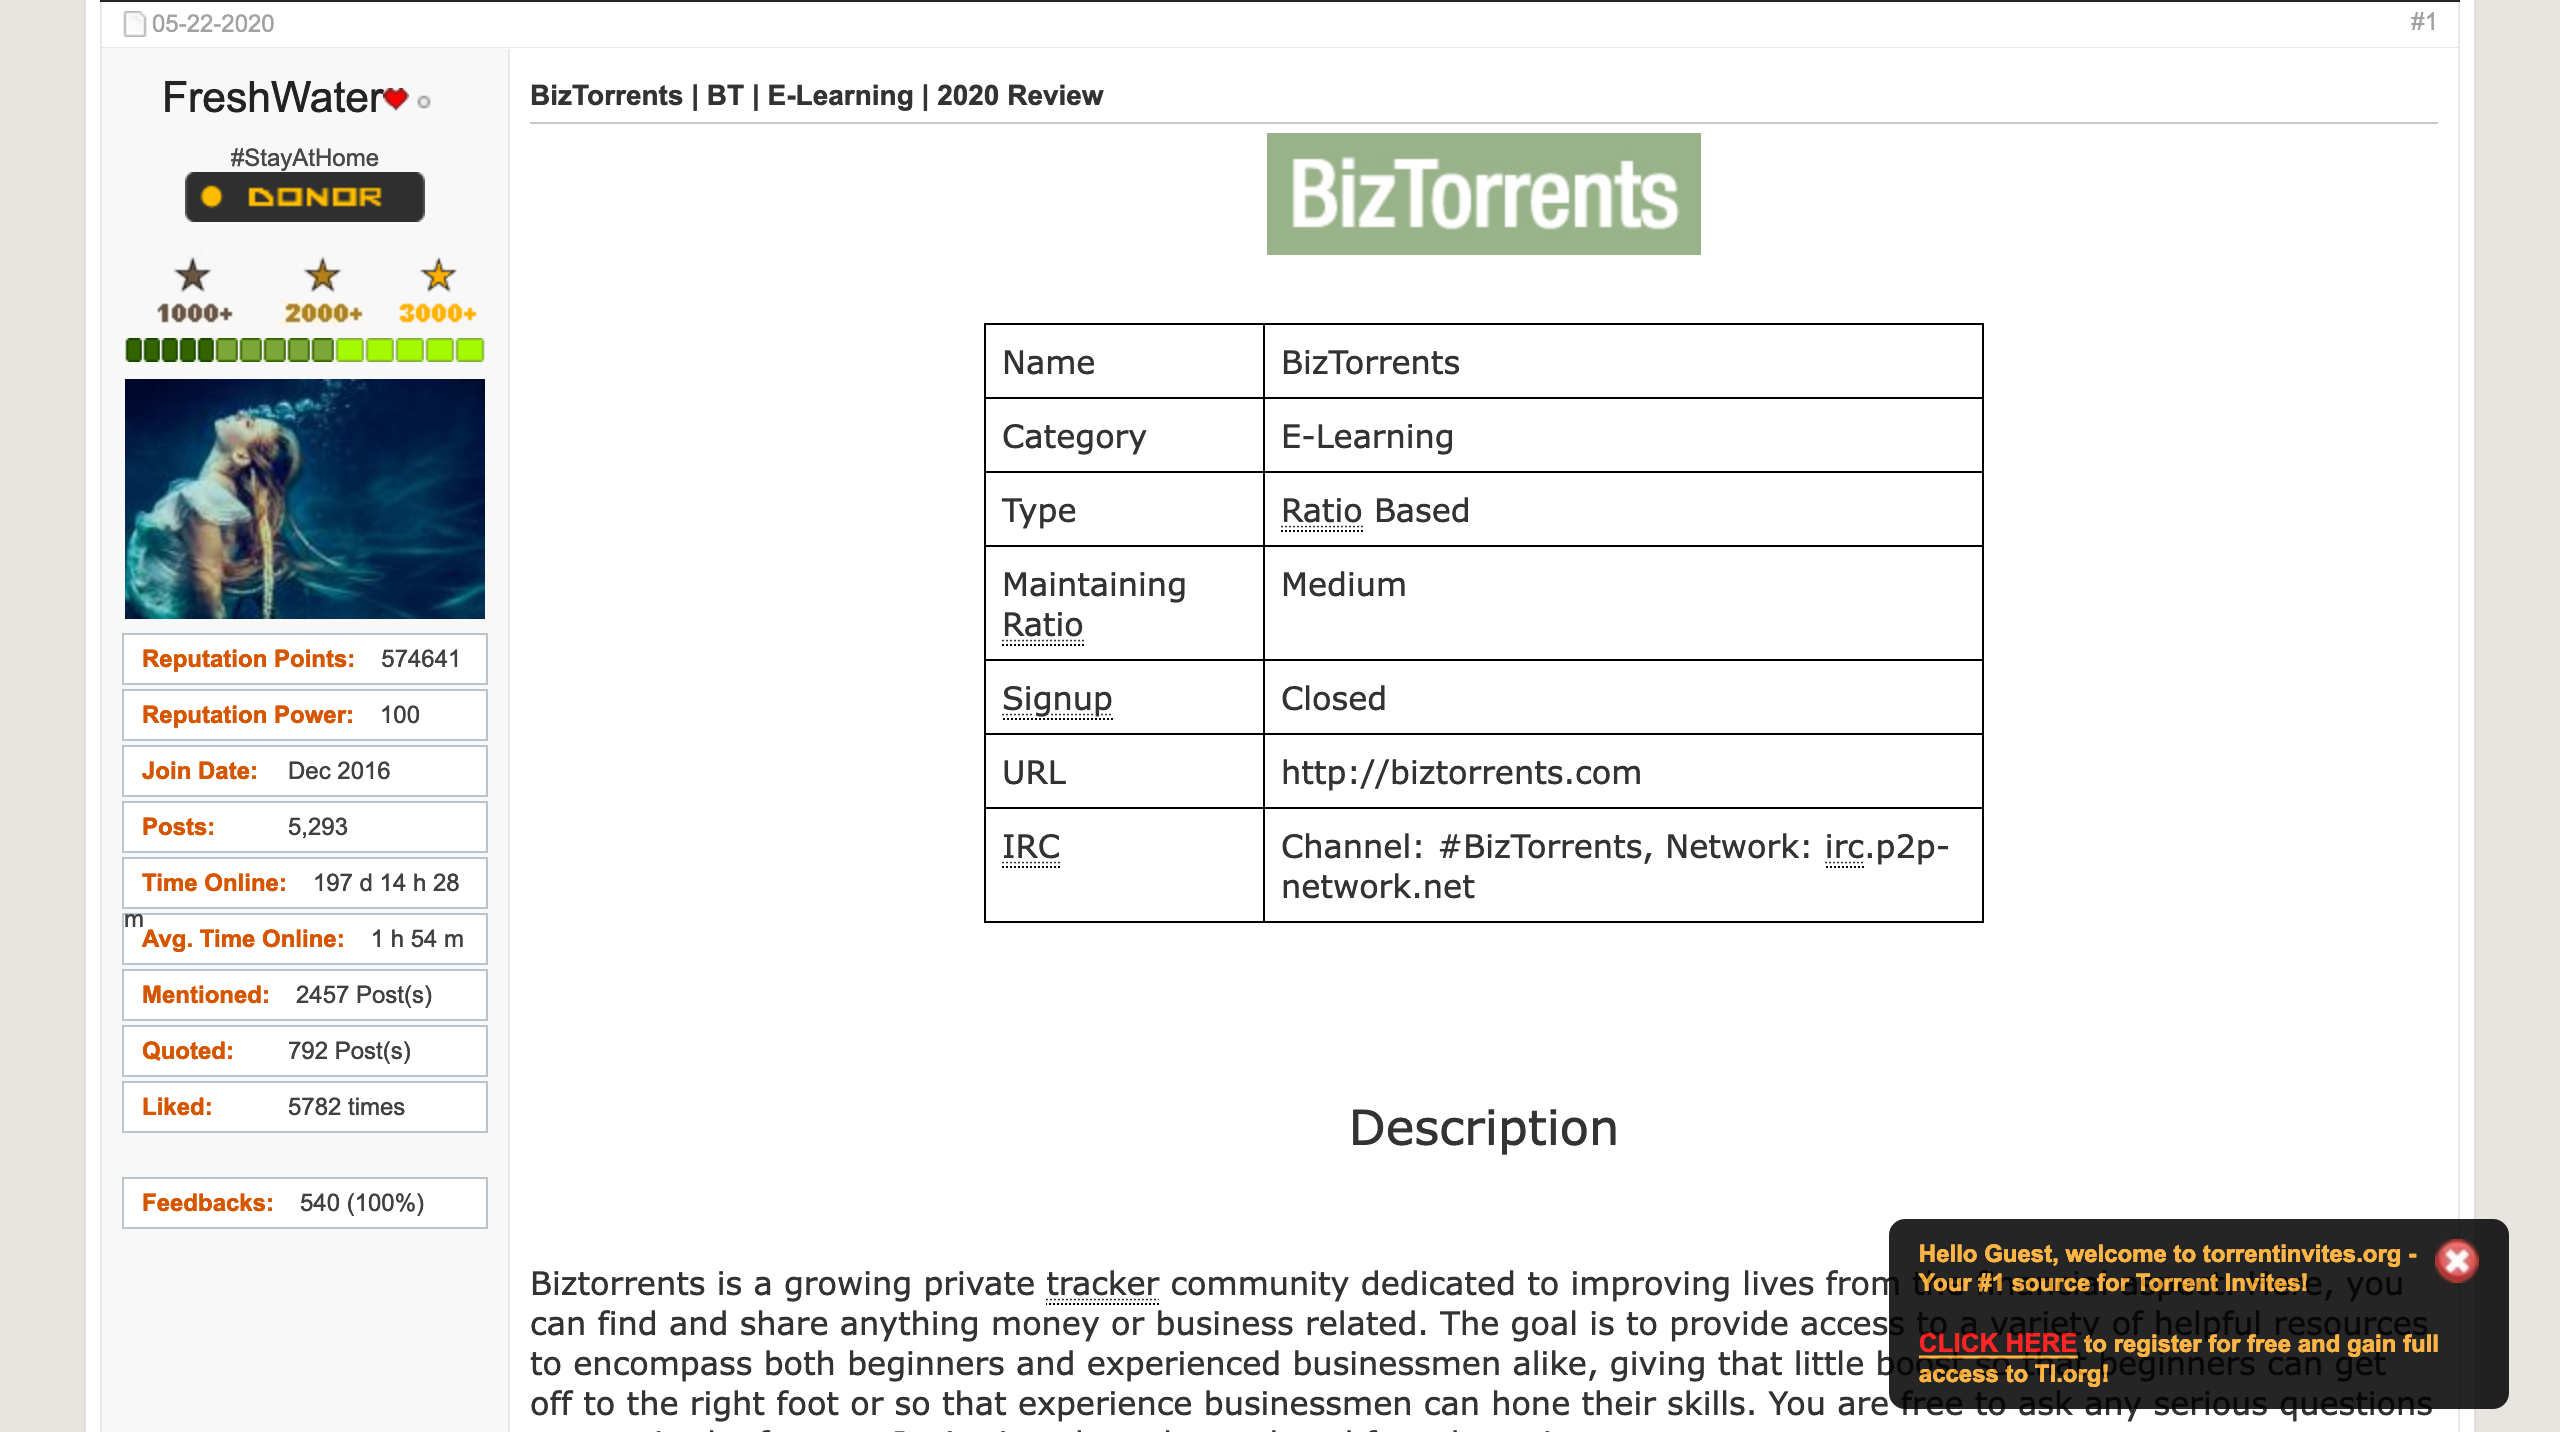 05-22-2020
#1
FreshWater
#StayAtHome
DONOR
1000+ 2000+ 3000+
Reputation Points: 574641
Reputation Power: 100
Join Date: Dec 2016
Posts: 5,293
Time Online: 197 d 14 h 28
m
Avg. Time Online: 1 h 54 m
Mentioned: 2457 Post(s)
Quoted: 792 Post(s)
Liked: 5782 times
Feedbacks: 540 (100%)
BizTorrents | BT | E-Learning | 2020 Review
BizTorrents
Name BizTorrents
Category E-Learning
Type Ratio Based
Maintaining Medium
Ratio
Signup Closed
URL http://biztorrents.com
IRC Channel: #BizTorrents, Network: irc.p2p-
network.net
Description
Biztorrents is a growing private tracker community dedicated to improving lives from the financial aspect. Here, you
can find and share anything money or business related. The goal is to provide access to a variety of helpful resources
to encompass both beginners and experienced businessmen alike, giving that little boost so that beginners can get
off to the right foot or so that experience businessmen can hone their skills. You are free to ask any serious questions
Hello Guest, welcome to torrentinvites.org -
Your #1 source for Torrent Invites!
CLICK HERE to register for free and gain full
access to TI.org!